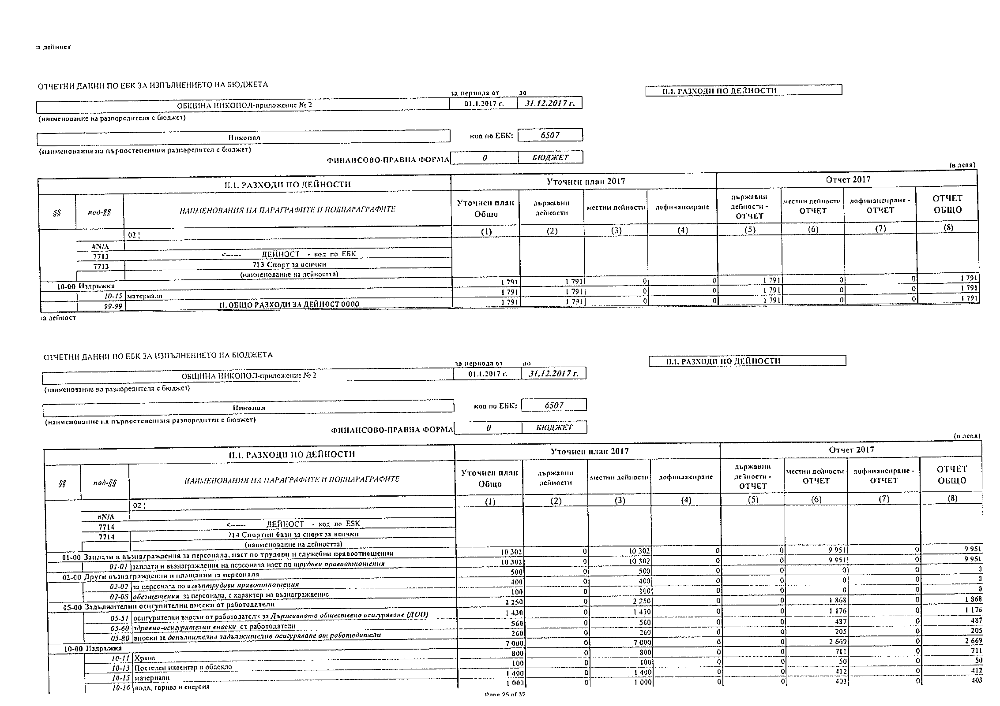 за дейност
ОТЧЕТНИ ДАННИ ПО ЕБК ЗА ИЗПЪЛНЕНИЕТО НА БЮДЖЕТА
за периода от до II.1. РАЗХОДИ ПО ДЕЙНОСТИ
ОБЩИНА НИКОПОЛ-приложение № 2 01.1.2017 г. 31.12.2017 г.
(наименование на разпоредителя с бюджет)
Никопол код по ЕБК: 6507
(наименование на първостепенния разпоредител с бюджет)
ФИНАНСОВО-ПРАВНА ФОРМА 0 БЮДЖЕТ
(в лева)
II.1. РАЗХОДИ ПО ДЕЙНОСТИ Уточнен план 2017 Отчет 2017
§§ под-§§ НАИМЕНОВАНИЯ НА ПАРАГРАФИТЕ И ПОДПАРАГРАФИТЕ Уточнен план Общо държавни дейности местни дейности дофинансиране държавни дейности - ОТЧЕТ местни дейности ОТЧЕТ дофинансиране - ОТЧЕТ ОТЧЕТ ОБЩО
02 ¦ (1) (2) (3) (4) (5) (6) (7) (8)
#N/A
7713 <------ ДЕЙНОСТ - код по ЕБК
7713 713 Спорт за всички
(наименование на дейността)
10-00 Издръжка 1 791 1 791 0 0 1 791 0 0 1 791
10-15 материали 1 791 1 791 0 0 1 791 0 0 1 791
99-99 II. ОБЩО РАЗХОДИ ЗА ДЕЙНОСТ 0000 1 791 1 791 0 0 1 791 0 0 1 791
за дейност
ОТЧЕТНИ ДАННИ ПО ЕБК ЗА ИЗПЪЛНЕНИЕТО НА БЮДЖЕТА
за периода от до II.1. РАЗХОДИ ПО ДЕЙНОСТИ
ОБЩИНА НИКОПОЛ-приложение № 2 01.1.2017 г. 31.12.2017 г.
(наименование на разпоредителя с бюджет)
Никопол код по ЕБК: 6507
(наименование на първостепенния разпоредител с бюджет)
ФИНАНСОВО-ПРАВНА ФОРМА 0 БЮДЖЕТ
(в лева)
II.1. РАЗХОДИ ПО ДЕЙНОСТИ Уточнен план 2017 Отчет 2017
§§ под-§§ НАИМЕНОВАНИЯ НА ПАРАГРАФИТЕ И ПОДПАРАГРАФИТЕ Уточнен план Общо държавни дейности местни дейности дофинансиране държавни дейности - ОТЧЕТ местни дейности ОТЧЕТ дофинансиране - ОТЧЕТ ОТЧЕТ ОБЩО
02 ¦ (1) (2) (3) (4) (5) (6) (7) (8)
#N/A
7714 <------ ДЕЙНОСТ - код по ЕБК
7714 714 Спортни бази за спорт за всички
(наименование на дейността)
01-00 Заплати и възнаграждения за персонала, нает по трудови и служебни правоотношения 10 302 0 10 302 0 0 9 951 0 9 951
01-01 заплати и възнаграждения на персонала нает по трудови правоотношения 10 302 0 10 302 0 0 9 951 0 9 951
02-00 Други възнаграждения и плащания за персонала 500 0 500 0 0 0 0 0
02-02 за персонала по извънтрудови правоотношения 400 0 400 0 0 0 0 0
02-08 обезщетения за персонала, с характер на възнаграждение 100 0 100 0 0 0 0 0
05-00 Задължителни осигурителни вноски от работодатели 2 250 0 2 250 0 0 1 868 0 1 868
05-51 осигурителни вноски от работодатели за Държавното обществено осигуряване (ДОО) 1 430 0 1 430 0 0 1 176 0 1 176
05-60 здравно-осигурителни вноски от работодатели 560 0 560 0 0 487 0 487
05-80 вноски за допълнително задължително осигуряване от работодатели 260 0 260 0 0 205 0 205
10-00 Издръжка 7 000 0 7 000 0 0 2 669 0 2 669
10-11 Храна 800 0 800 0 0 711 0 711
10-13 Постелен инвентар и облекло 100 0 100 0 0 50 0 50
10-15 материали 1 400 0 1 400 0 0 412 0 412
10-16 вода, горива и енергия 1 000 0 1 000 0 0 403 0 403
Page 25 of 32